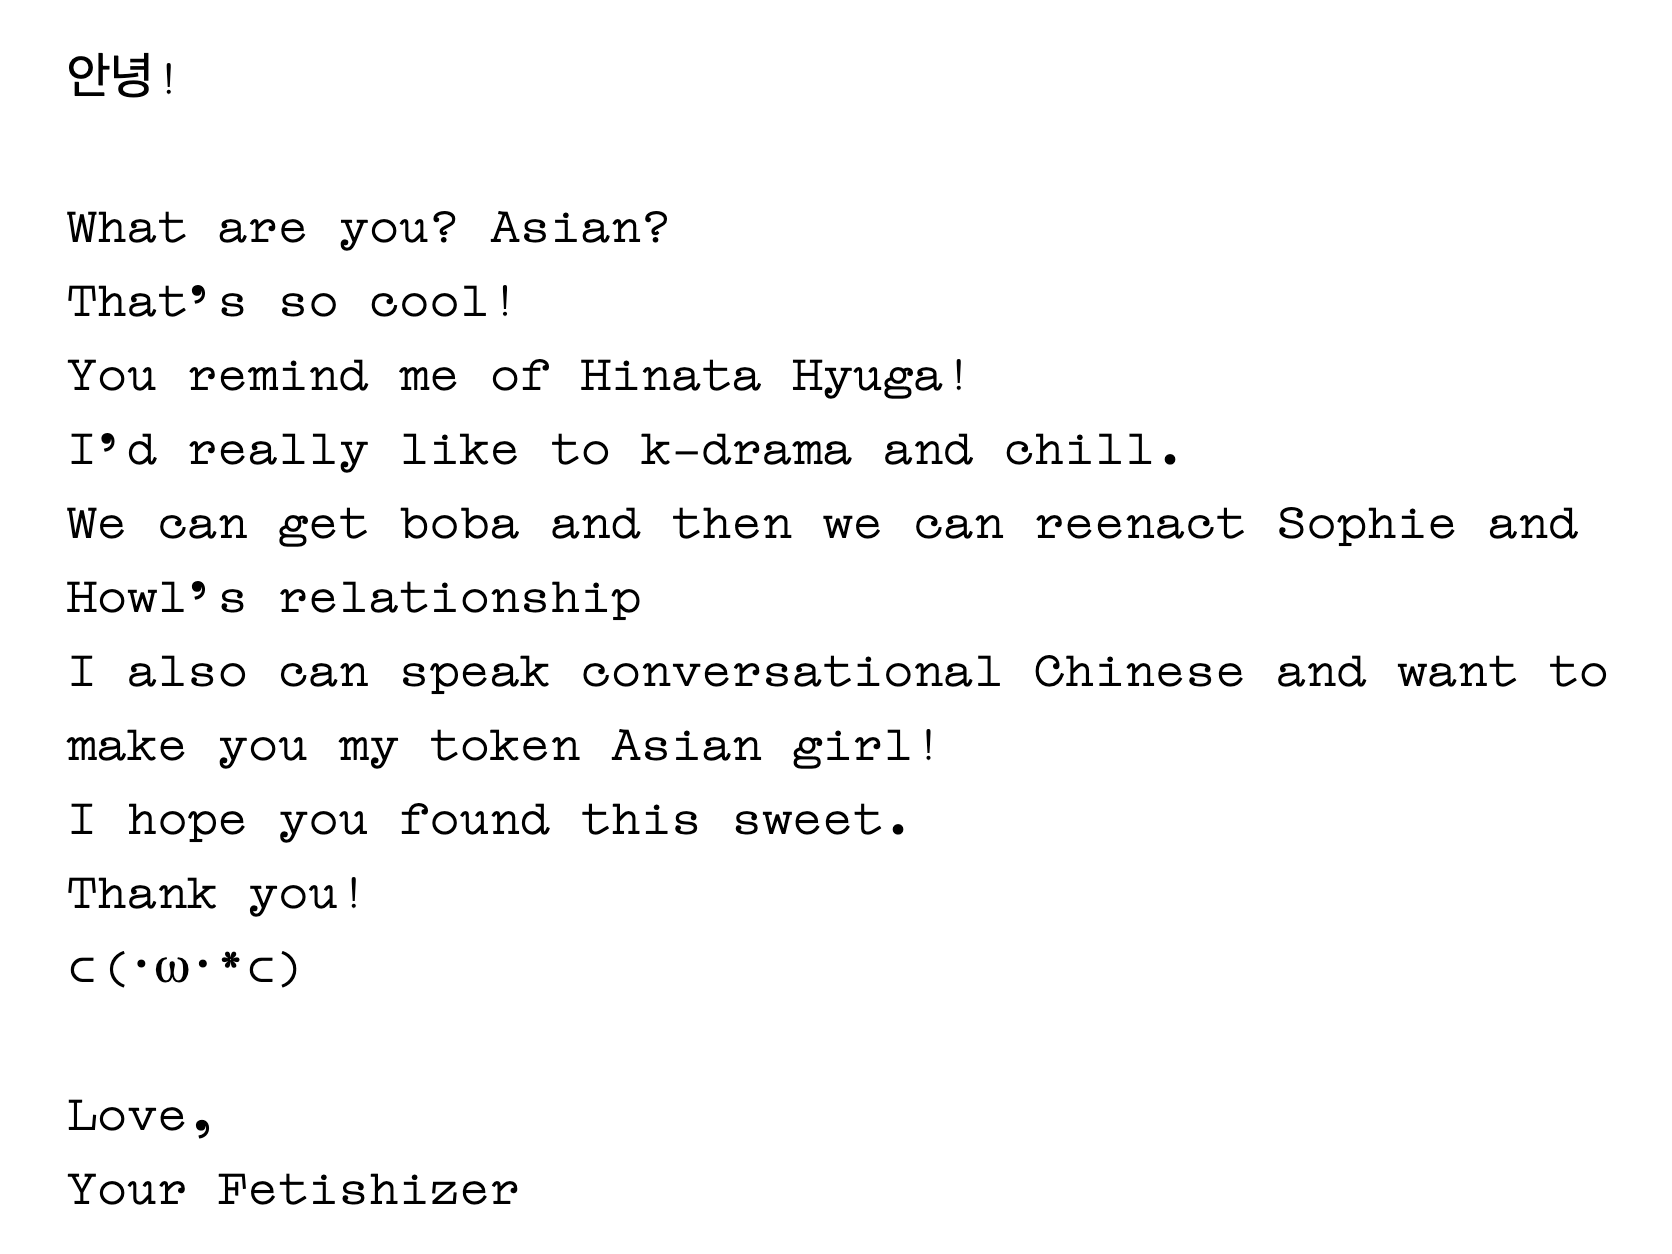 안녕!
What are you? Asian?
That’s so cool!
You remind me of Hinata Hyuga!
I’d really like to k-drama and chill.
We can get boba and then we can reenact Sophie and
Howl’s relationship
I also can speak conversational Chinese and want to
make you my token Asian girl!
I hope you found this sweet.
Thank you!
⊂(･ω･*⊂)
Love,
Your Fetishizer